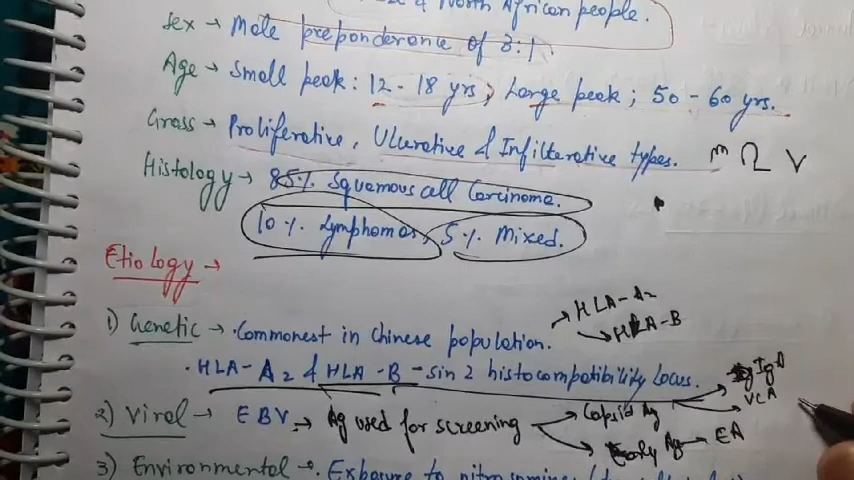 & North African people.
Sex → Male preponderance of 3:1
Age → Small peak: 12-18 yrs; Large peak; 50-60 yrs.
Gross → Proliferative, Ulcerative & Infilterative types. m Ω V
Histology → 85% Squamous cell Carcinoma.
10% Lymphomas, 5% Mixed.
Etiology →
→ HLA-A2
1) Genetic → ·Commonest in Chinese population. → HLA-B
· HLA-A2 & HLA-B-sin 2 histocompatibility Locus.
IgA
VCA
2) Viral → EBV → Ag used for screening → Capsid Ag
→ Early Ag → EA
3) Environmental →·Exposure to nitrosamines